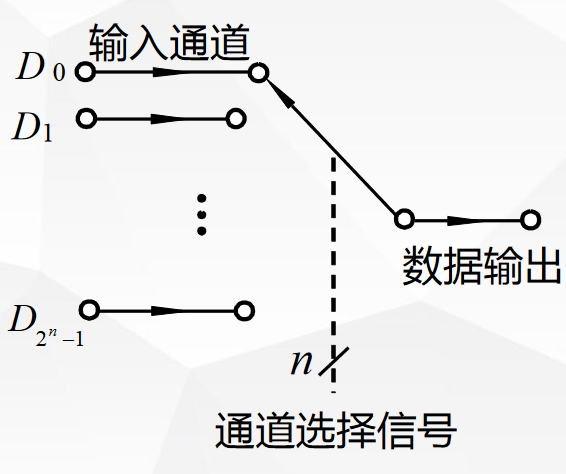 输入通道
D0
D1
数据输出
D2^n-1
n
通道选择信号